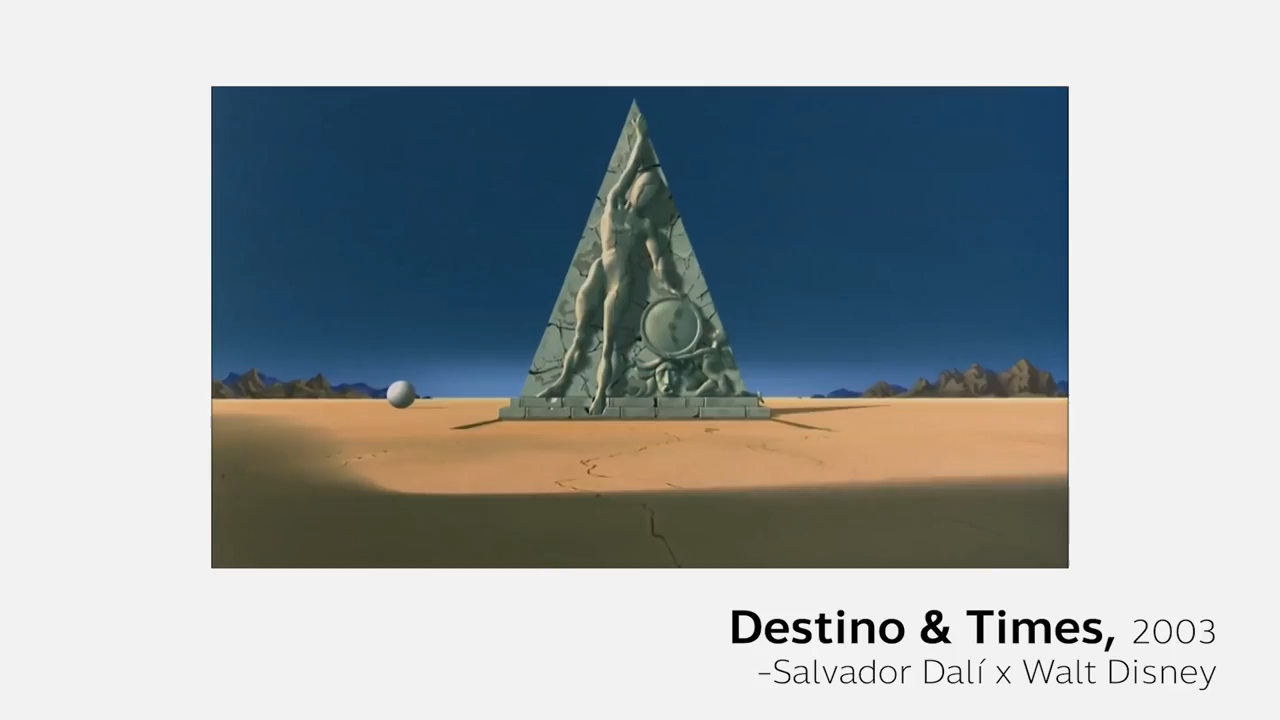 Destino & Times, 2003
–Salvador Dalí x Walt Disney